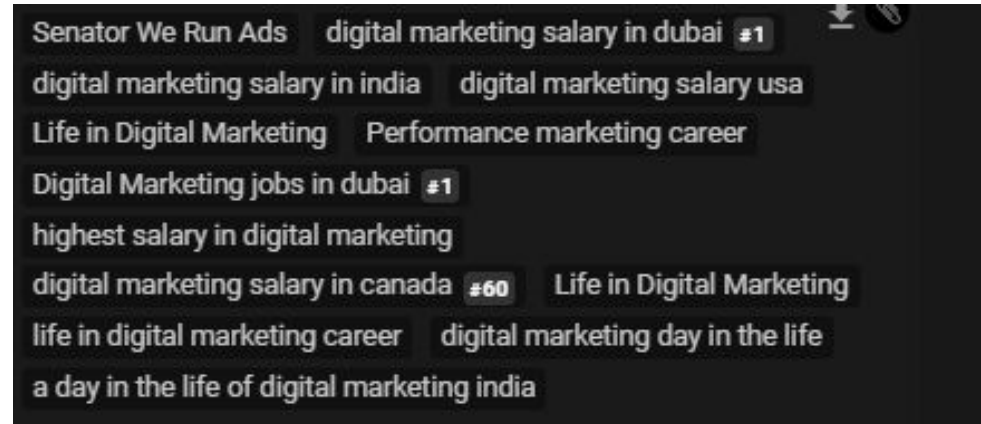 Senator We Run Ads digital marketing salary in dubai #1
digital marketing salary in india digital marketing salary usa
Life in Digital Marketing Performance marketing career
Digital Marketing jobs in dubai #1
highest salary in digital marketing
digital marketing salary in canada #60 Life in Digital Marketing
life in digital marketing career digital marketing day in the life
a day in the life of digital marketing india